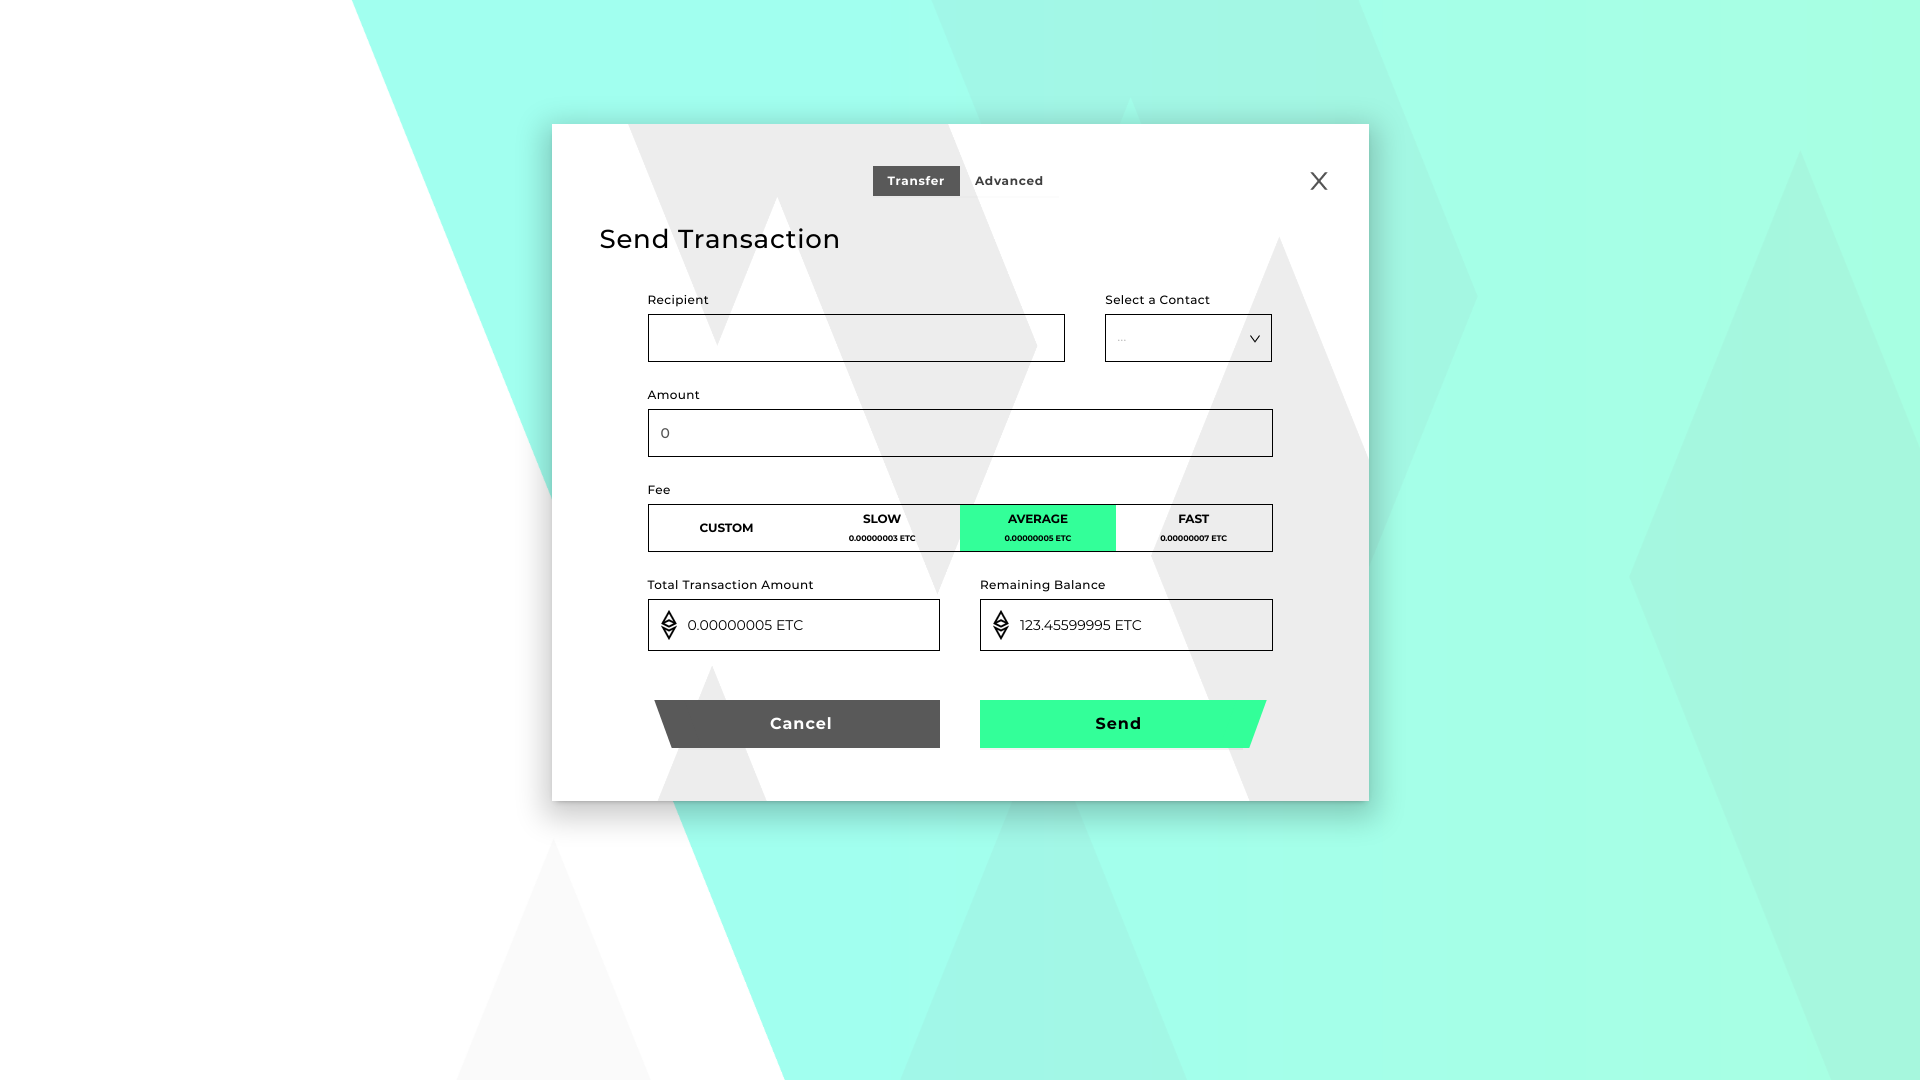 Transfer Advanced X
Send Transaction
Recipient Select a Contact
...
Amount
0
Fee
CUSTOM
SLOW
0.00000003 ETC
AVERAGE
0.00000005 ETC
FAST
0.00000007 ETC
Total Transaction Amount Remaining Balance
0.00000005 ETC 123.45599995 ETC
Cancel Send